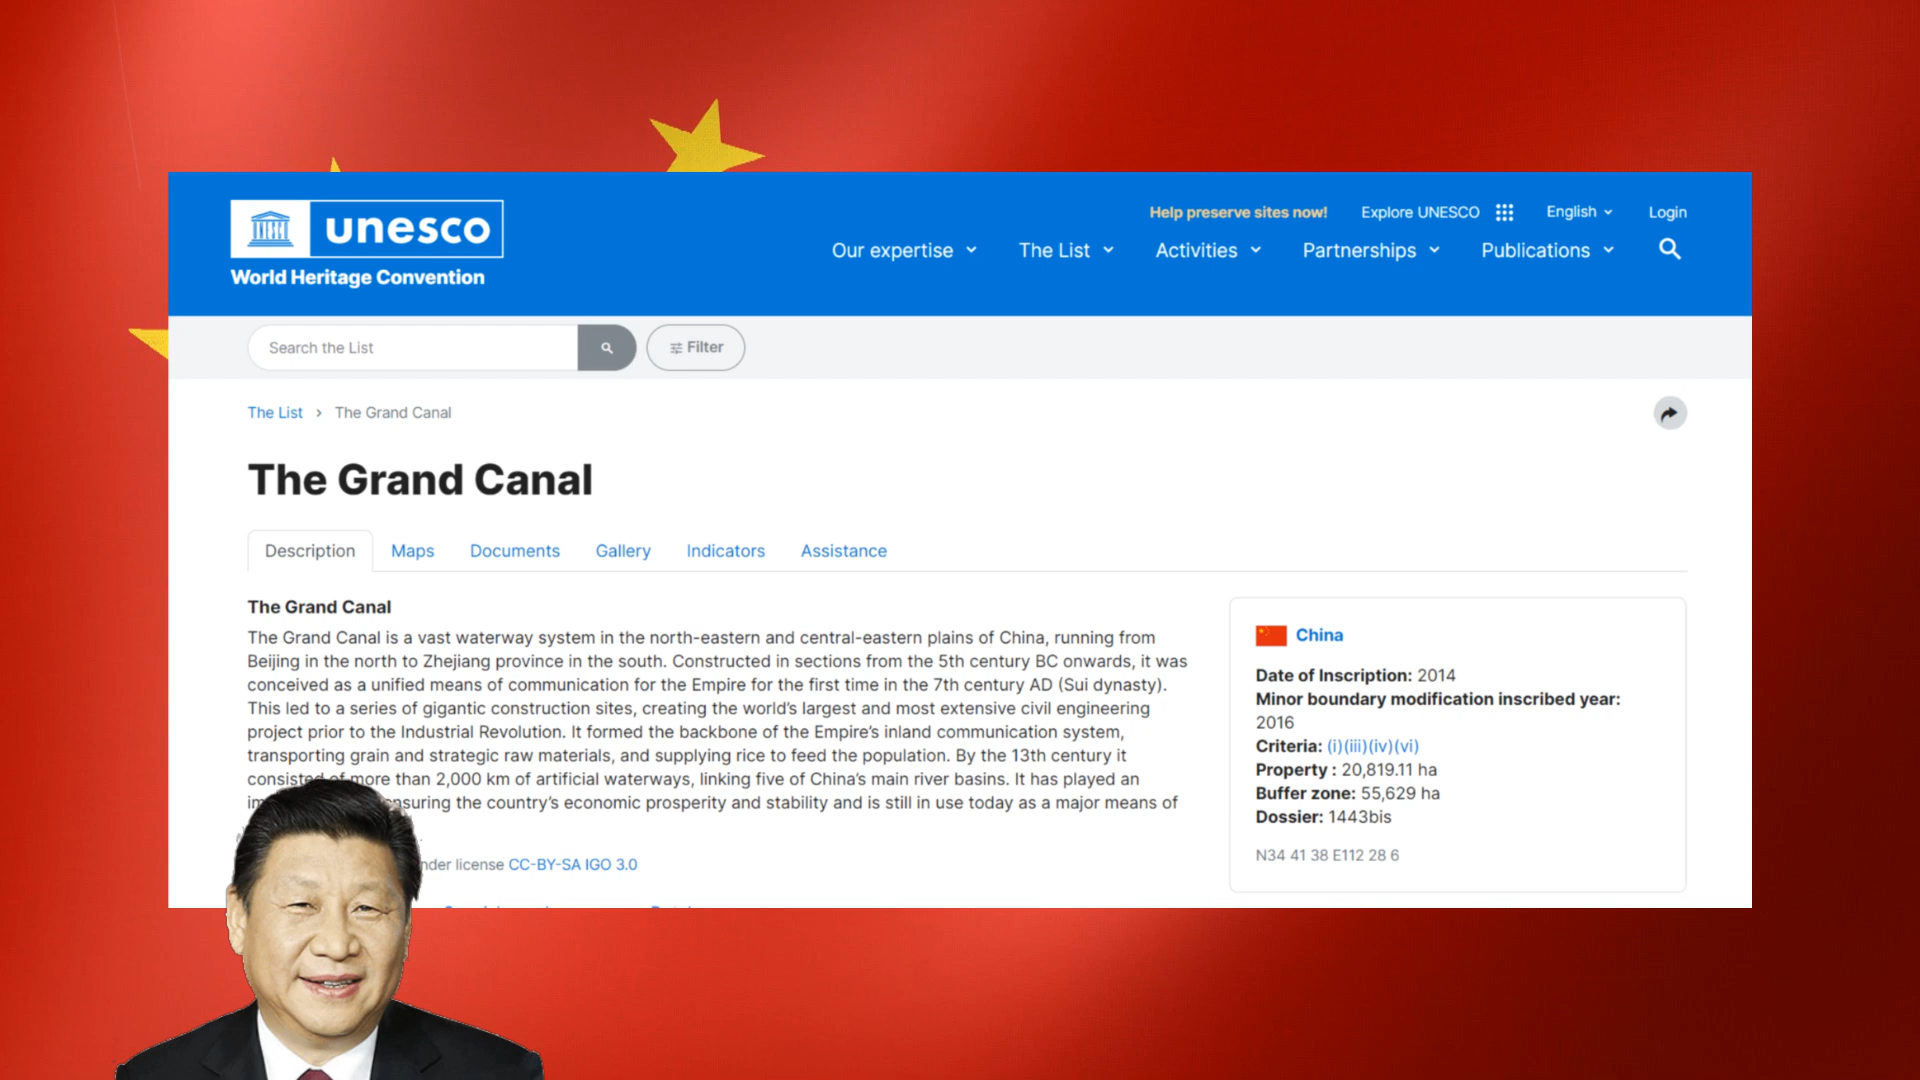 unesco
World Heritage Convention
Help preserve sites now! Explore UNESCO English Login
Our expertise The List Activities Partnerships Publications
Search the List Filter
The List > The Grand Canal
The Grand Canal
Description Maps Documents Gallery Indicators Assistance
The Grand Canal
The Grand Canal is a vast waterway system in the north-eastern and central-eastern plains of China, running from
Beijing in the north to Zhejiang province in the south. Constructed in sections from the 5th century BC onwards, it was
conceived as a unified means of communication for the Empire for the first time in the 7th century AD (Sui dynasty).
This led to a series of gigantic construction sites, creating the world's largest and most extensive civil engineering
project prior to the Industrial Revolution. It formed the backbone of the Empire's inland communication system,
transporting grain and strategic raw materials, and supplying rice to feed the population. By the 13th century it
consisted of more than 2,000 km of artificial waterways, linking five of China's main river basins. It has played an
ensuring the country's economic prosperity and stability and is still in use today as a major means of
under license CC-BY-SA IGO 3.0
China
Date of Inscription: 2014
Minor boundary modification inscribed year:
2016
Criteria: (i)(iii)(iv)(vi)
Property : 20,819.11 ha
Buffer zone: 55,629 ha
Dossier: 1443bis
N34 41 38 E112 28 6